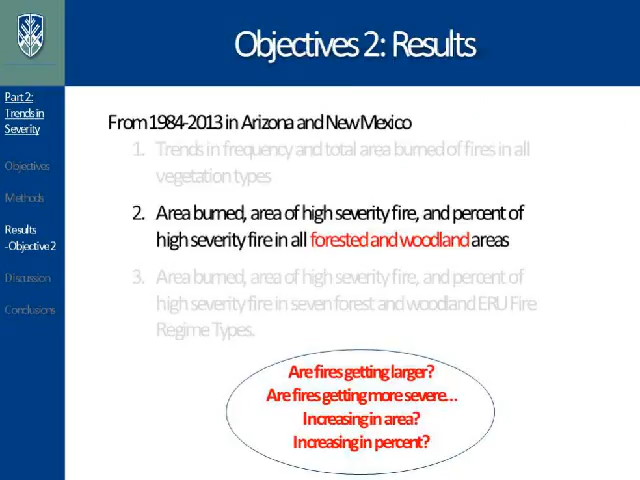 Objectives 2: Results
Part 2:
Trends in
Severity
Objectives
Methods
Results
-Objective 2
Discussion
Conclusions
From 1984-2013 in Arizona and New Mexico
1. Trends in frequency and total area burned of fires in all
vegetation types
2. Area burned, area of high severity fire, and percent of
high severity fire in all forested and woodland areas
3. Area burned, area of high severity fire, and percent of
high severity fire in seven forest and woodland ERU Fire
Regime Types.
Are fires getting larger?
Are fires getting more severe...
Increasing in area?
Increasing in percent?